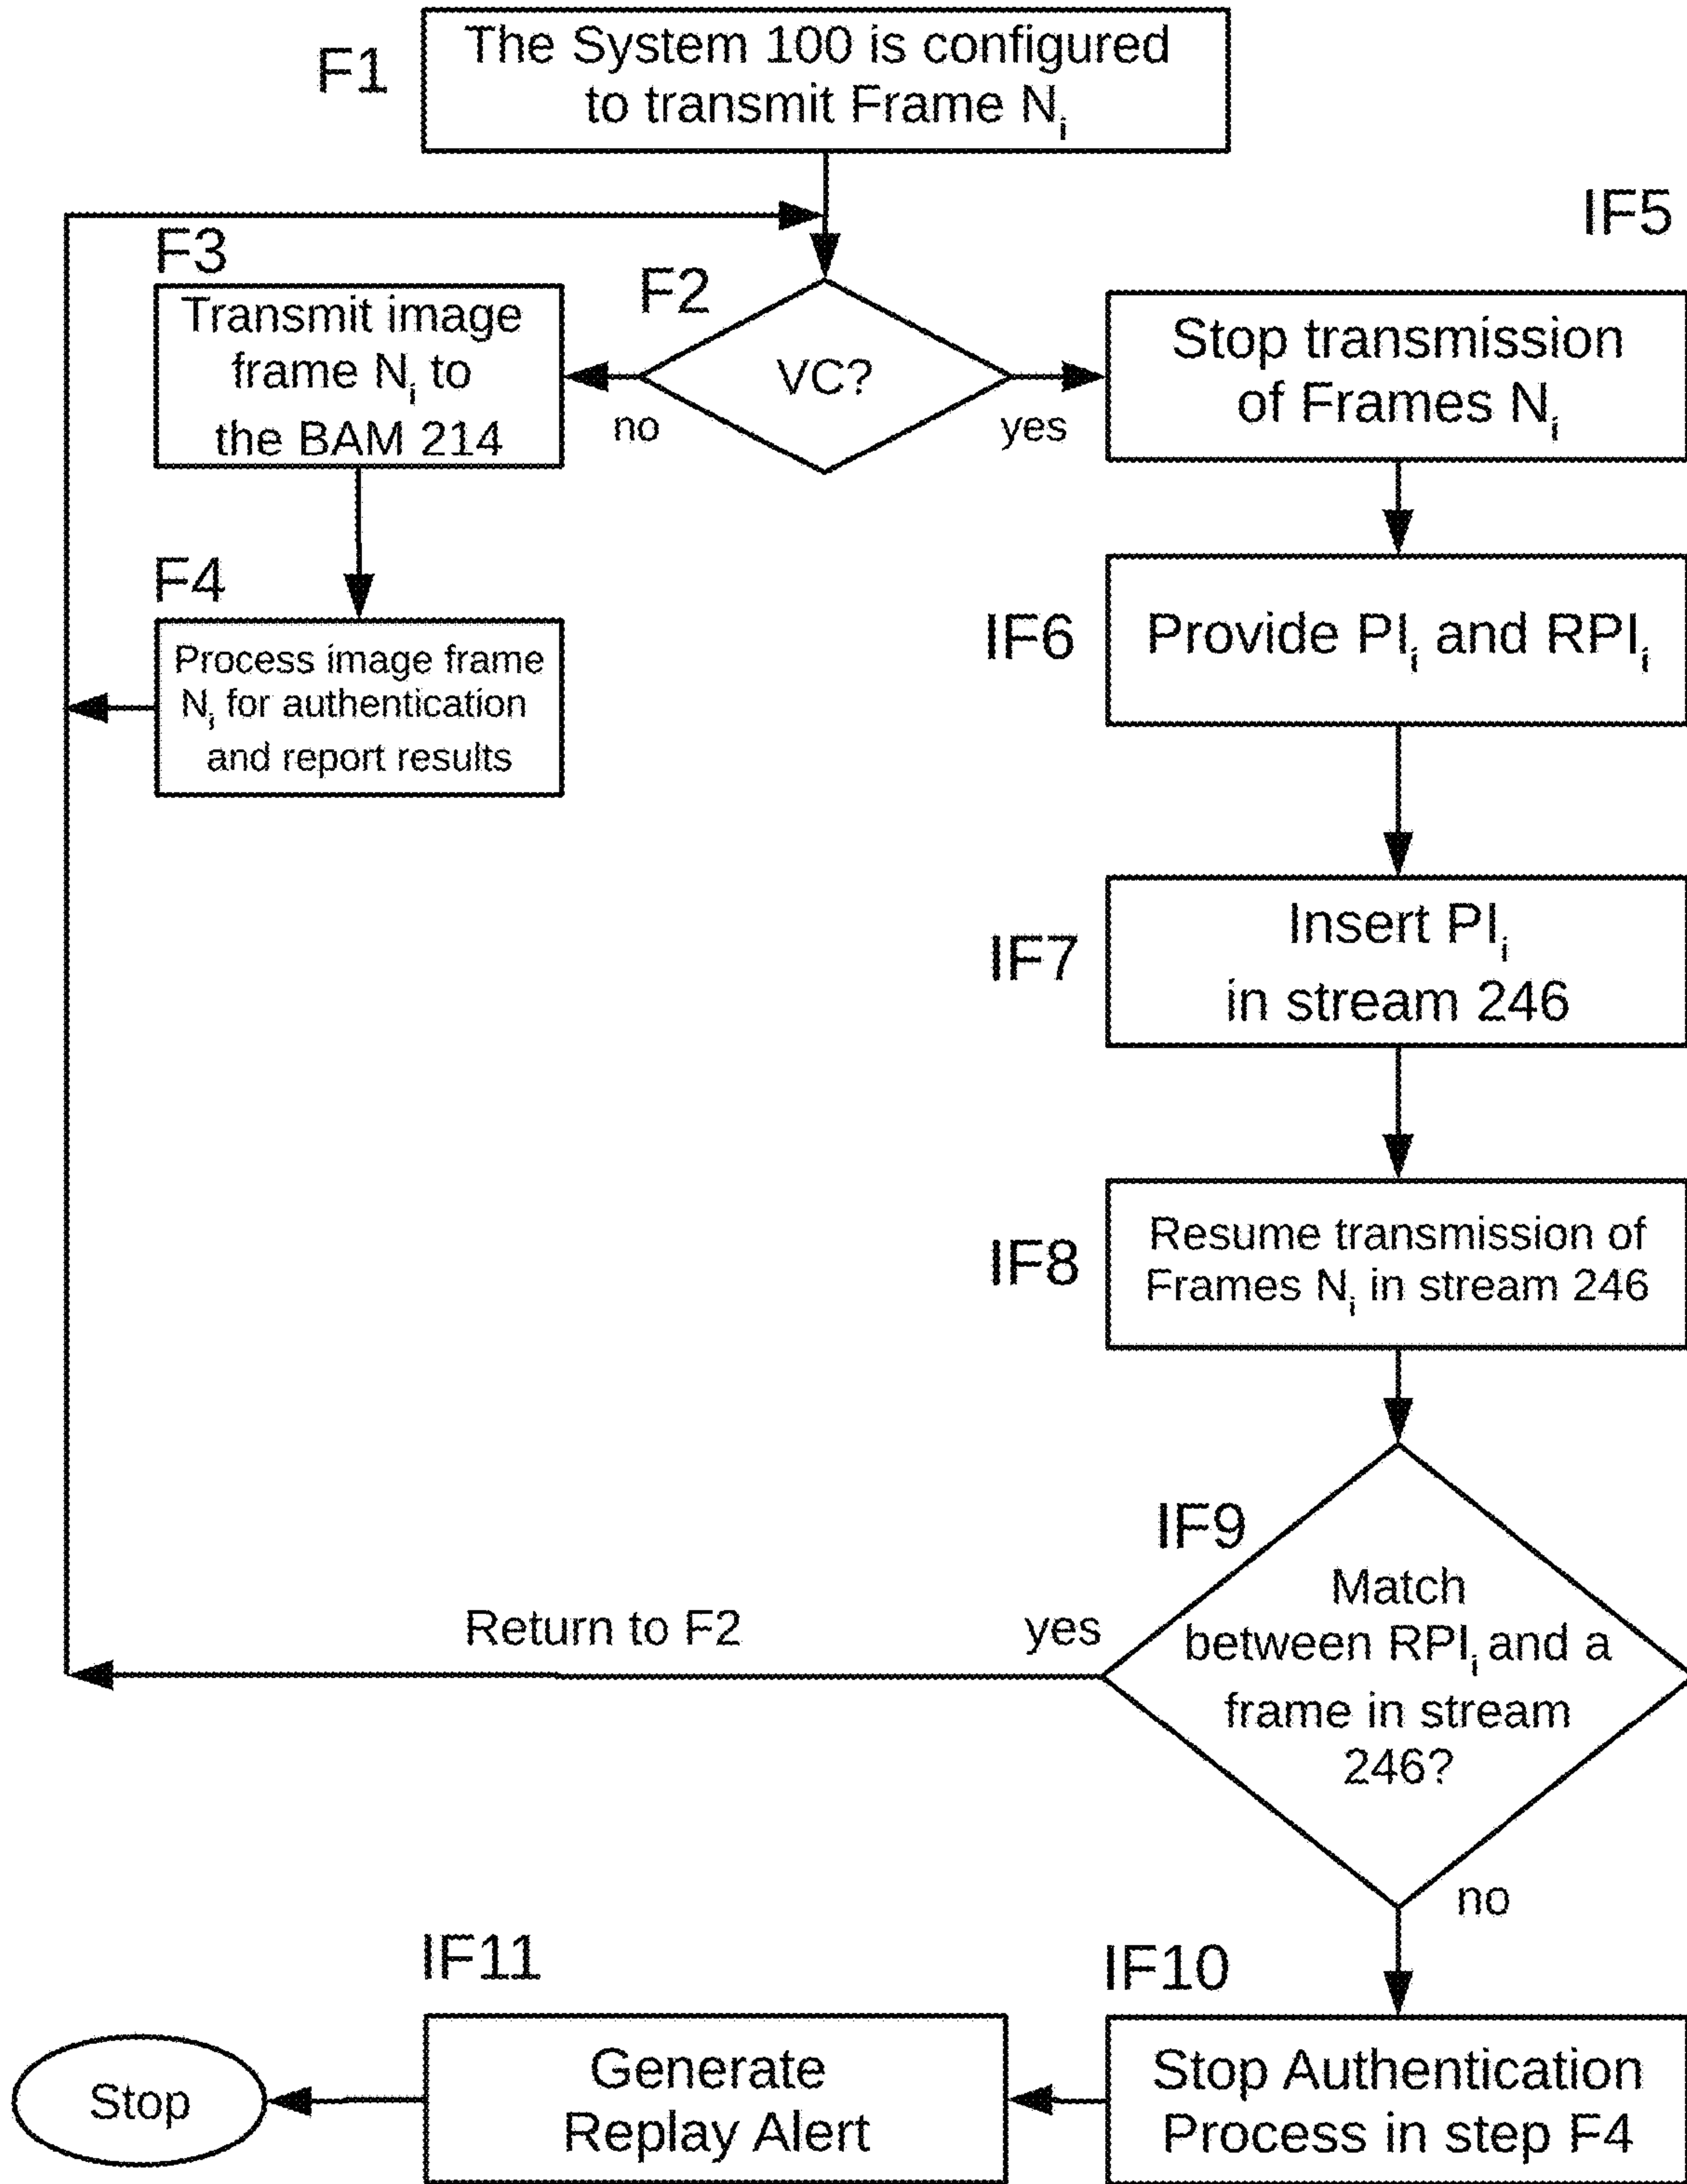 F1
The System 100 is configured
to transmit Frame Nᵢ
IF5
F3
F2
Transmit image
frame Nᵢ to
the BAM 214
VC?
no
yes
Stop transmission
of Frames Nᵢ
F4
Process image frame
Nᵢ for authentication
and report results
IF6
Provide PIᵢ and RPIᵢ
IF7
Insert PIᵢ
in stream 246
IF8
Resume transmission of
Frames Nᵢ in stream 246
IF9
Match
between RPIᵢ and a
frame in stream
246?
yes
Return to F2
no
IF10
Stop Authentication
Process in step F4
IF11
Generate
Replay Alert
Stop